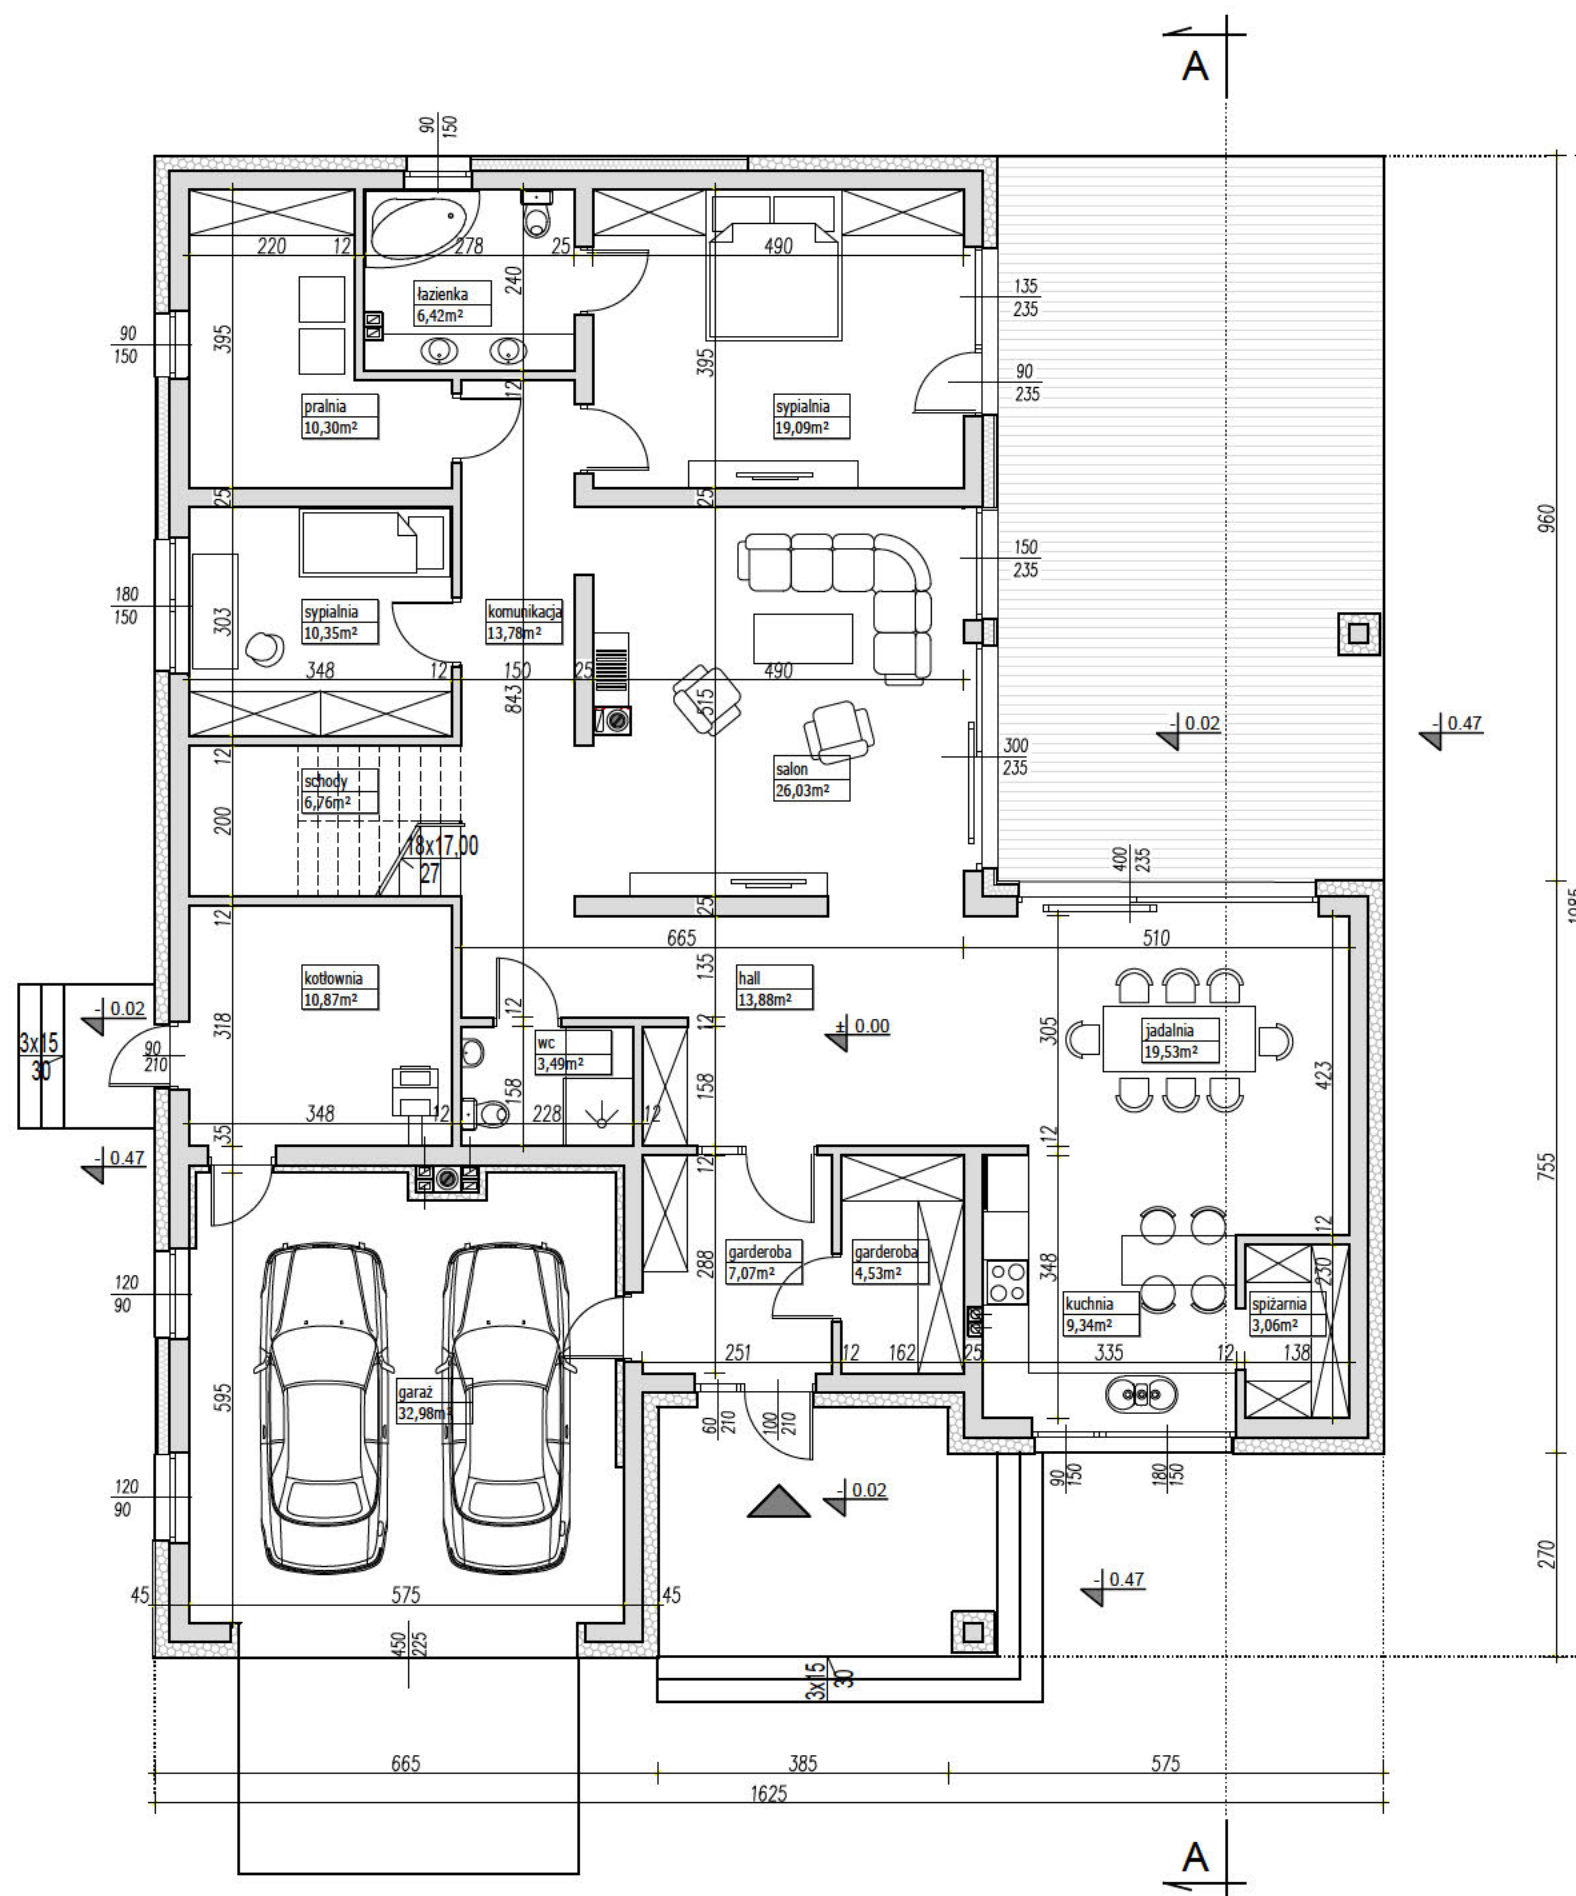 A
90
150
220
12
278
25
490
240
łazienka
6,42m²
135
235
90
150
395
395
90
235
12
pralnia
10,30m²
sypialnia
19,09m²
25
25
960
150
235
180
150
303
sypialnia
10,35m²
komunikacja
13,78m²
348
12
150
25
490
843
515
- 0.02
- 0.47
300
235
12
schody
6,76m²
salon
26,03m²
200
18x17,00
27
400
235
1985
12
25
665
510
135
hall
13,88m²
kotłownia
10,87m²
- 0.02
318
12
12
± 0.00
305
jadalnia
19,53m²
3x15
30
90
210
wc
3,49m²
423
158
158
348
12
228
12
35
12
12
- 0.47
755
12
288
garderoba
7,07m²
garderoba
4,53m²
348
230
120
90
kuchnia
9,34m²
spiżarnia
3,06m²
251
12
162
25
335
12
138
595
garaż
32,98m²
60
210
100
210
90
150
180
150
120
90
- 0.02
270
- 0.47
45
575
45
450
225
3x15
30
665
385
575
1625
A